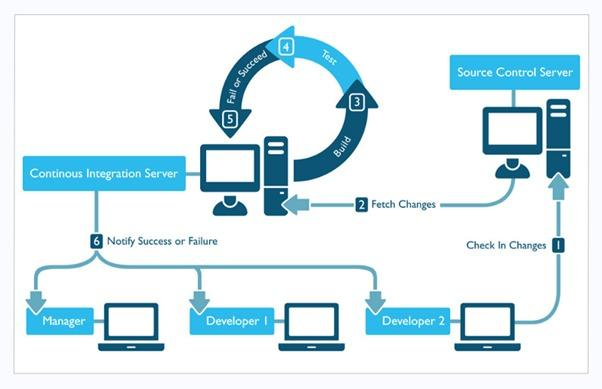 4
Test
Fail or Succeed
3
5
Build
Source Control Server
Continous Integration Server
2 Fetch Changes
6 Notify Success or Failure
Check In Changes 1
Manager
Developer 1
Developer 2